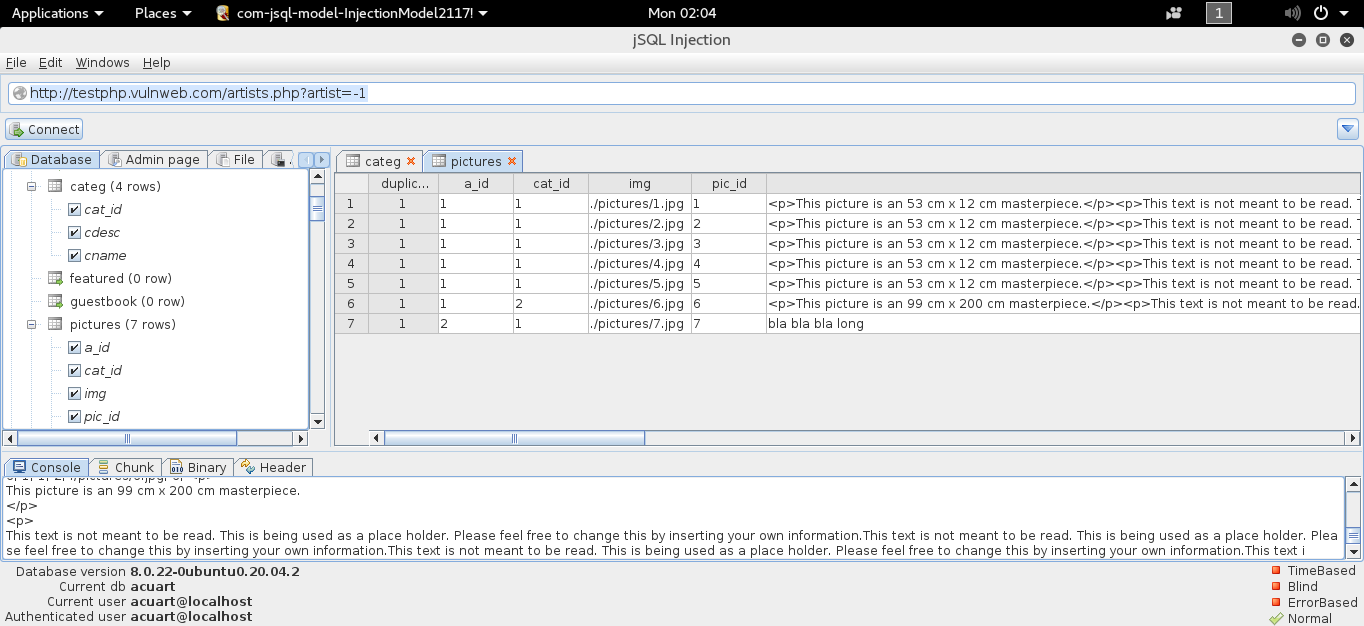 Applications Places com-jsql-model-InjectionModel2117! Mon 02:04 1
jSQL Injection
File Edit Windows Help
http://testphp.vulnweb.com/artists.php?artist=-1
Connect
Database Admin page File
categ (4 rows)
cat_id
cdesc
cname
featured (0 row)
guestbook (0 row)
pictures (7 rows)
a_id
cat_id
img
pic_id
categ pictures
duplic... a_id cat_id img pic_id
1 1 1 1 ./pictures/1.jpg 1 <p>This picture is an 53 cm x 12 cm masterpiece.</p><p>This text is not meant to be read.
2 1 1 1 ./pictures/2.jpg 2 <p>This picture is an 53 cm x 12 cm masterpiece.</p><p>This text is not meant to be read.
3 1 1 1 ./pictures/3.jpg 3 <p>This picture is an 53 cm x 12 cm masterpiece.</p><p>This text is not meant to be read.
4 1 1 1 ./pictures/4.jpg 4 <p>This picture is an 53 cm x 12 cm masterpiece.</p><p>This text is not meant to be read.
5 1 1 1 ./pictures/5.jpg 5 <p>This picture is an 53 cm x 12 cm masterpiece.</p><p>This text is not meant to be read.
6 1 1 2 ./pictures/6.jpg 6 <p>This picture is an 99 cm x 200 cm masterpiece.</p><p>This text is not meant to be read.
7 1 2 1 ./pictures/7.jpg 7 bla bla bla long
Console Chunk Binary Header
This picture is an 99 cm x 200 cm masterpiece.
</p>
<p>
This text is not meant to be read. This is being used as a place holder. Please feel free to change this by inserting your own information.This text is not meant to be read. This is being used as a place holder. Plea
se feel free to change this by inserting your own information.This text is not meant to be read. This is being used as a place holder. Please feel free to change this by inserting your own information.This text i
Database version 8.0.22-0ubuntu0.20.04.2
Current db acuart
Current user acuart@localhost
Authenticated user acuart@localhost
TimeBased
Blind
ErrorBased
Normal